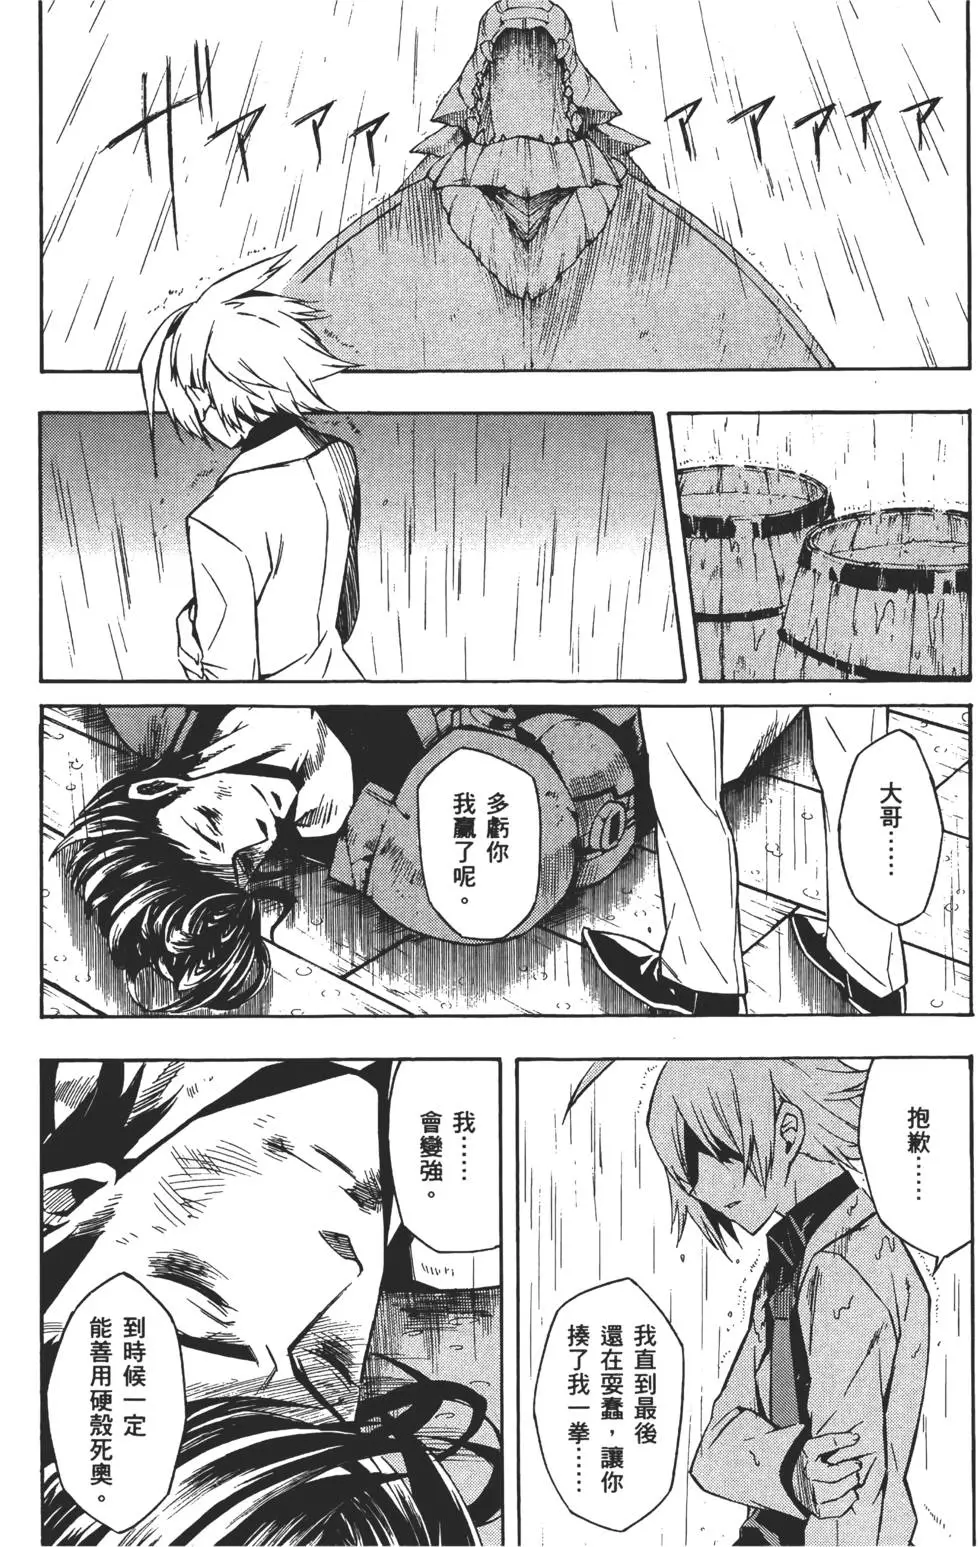 ザアアア アアアアア
大哥……
多虧你
我贏了呢。
抱歉……
我直到最後
還在耍蠢，讓你
揍了我一拳……
我……
會變強。
到時候一定
能善用硬殼死奧。